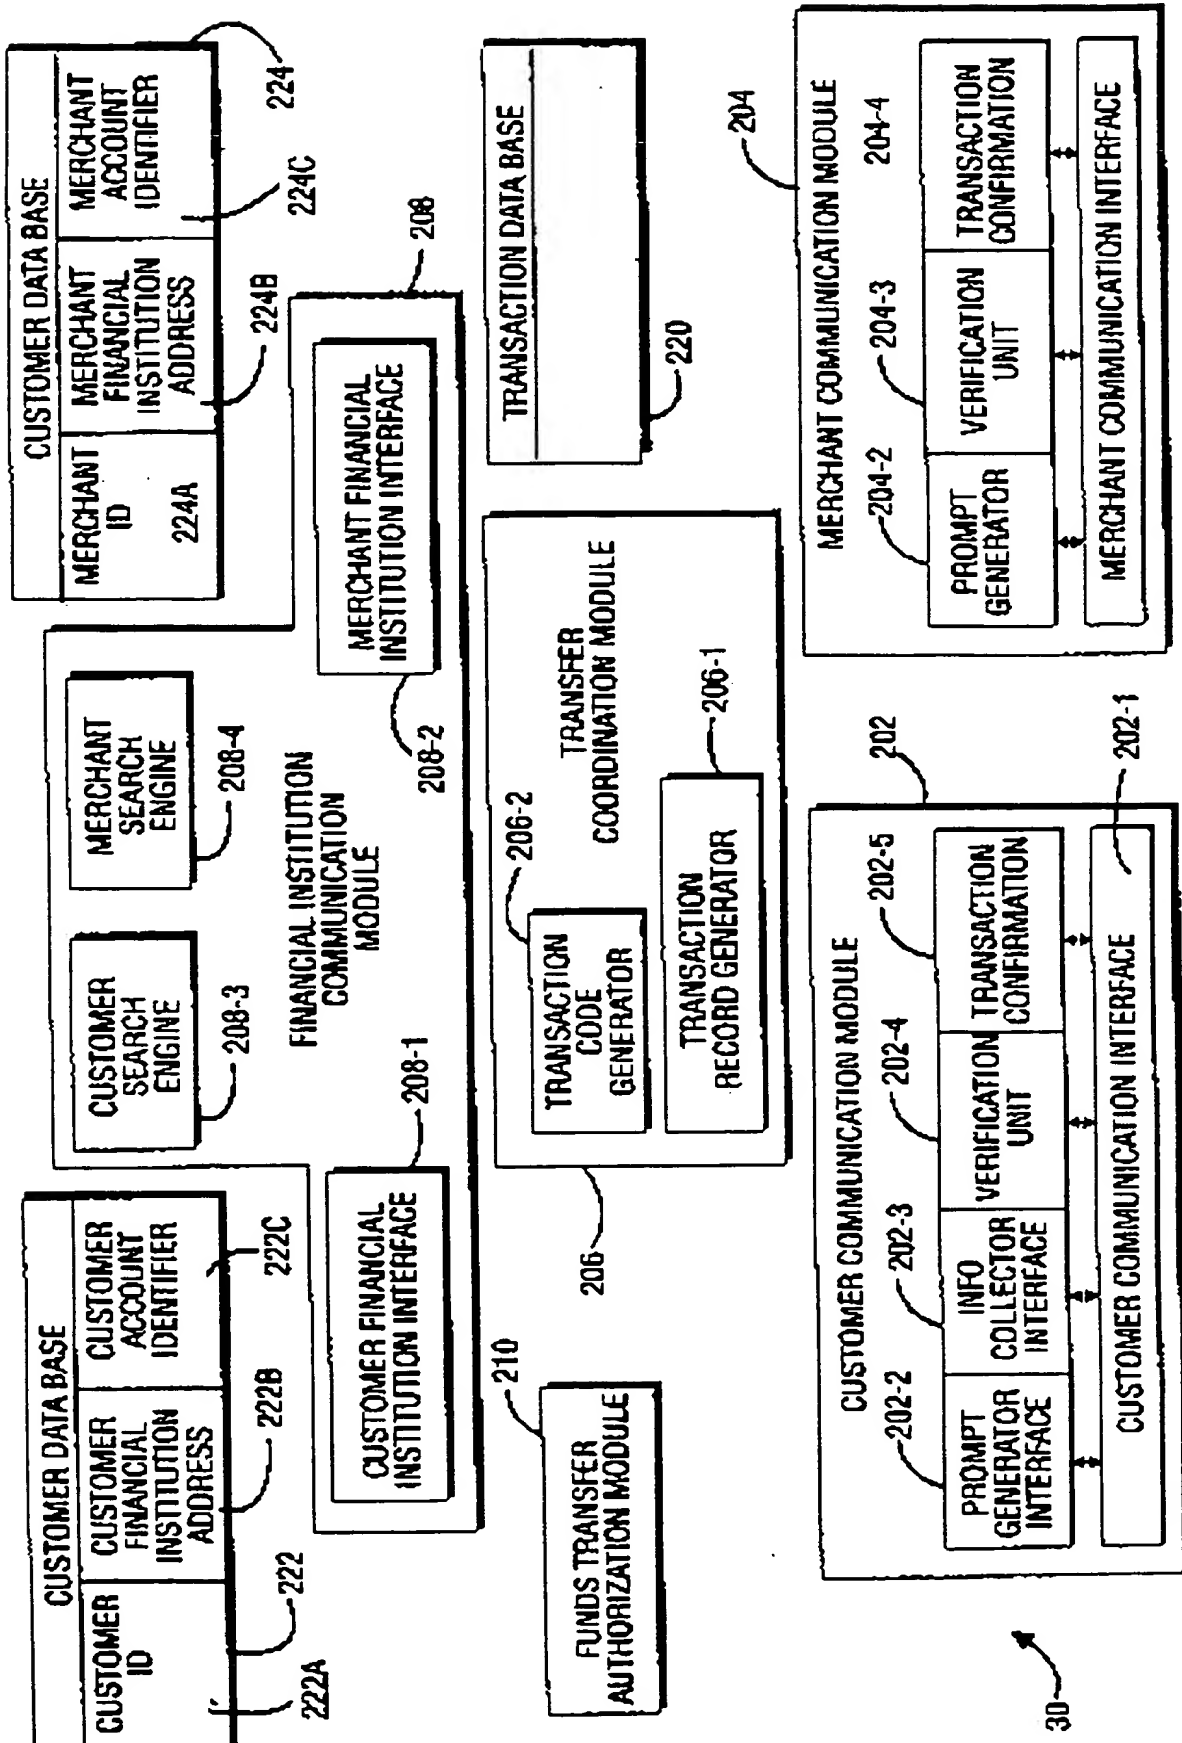 CUSTOMER DATA BASE
CUSTOMER
ID
CUSTOMER
FINANCIAL
INSTITUTION
ADDRESS
CUSTOMER
ACCOUNT
IDENTIFIER
222A
222
222B
222C
CUSTOMER
SEARCH
ENGINE
208-3
MERCHANT
SEARCH
ENGINE
208-4
CUSTOMER DATA BASE
MERCHANT
ID
224A
MERCHANT
FINANCIAL
INSTITUTION
ADDRESS
224B
MERCHANT
ACCOUNT
IDENTIFIER
224C
224
FINANCIAL INSTITUTION
COMMUNICATION
MODULE
CUSTOMER FINANCIAL
INSTITUTION INTERFACE
208-1
MERCHANT FINANCIAL
INSTITUTION INTERFACE
208-2
208
210
FUNDS TRANSFER
AUTHORIZATION MODULE
206
TRANSACTION
CODE
GENERATOR
206-2
TRANSFER
COORDINATION MODULE
TRANSACTION
RECORD GENERATOR
206-1
TRANSACTION DATA BASE
220
30
CUSTOMER COMMUNICATION MODULE
202-2
202-3
202-4
202-5
202
PROMPT
GENERATOR
INTERFACE
INFO
COLLECTOR
INTERFACE
VERIFICATION
UNIT
TRANSACTION
CONFIRMATION
CUSTOMER COMMUNICATION INTERFACE
202-1
204
MERCHANT COMMUNICATION MODULE
204-2
204-3
204-4
PROMPT
GENERATOR
VERIFICATION
UNIT
TRANSACTION
CONFIRMATION
MERCHANT COMMUNICATION INTERFACE